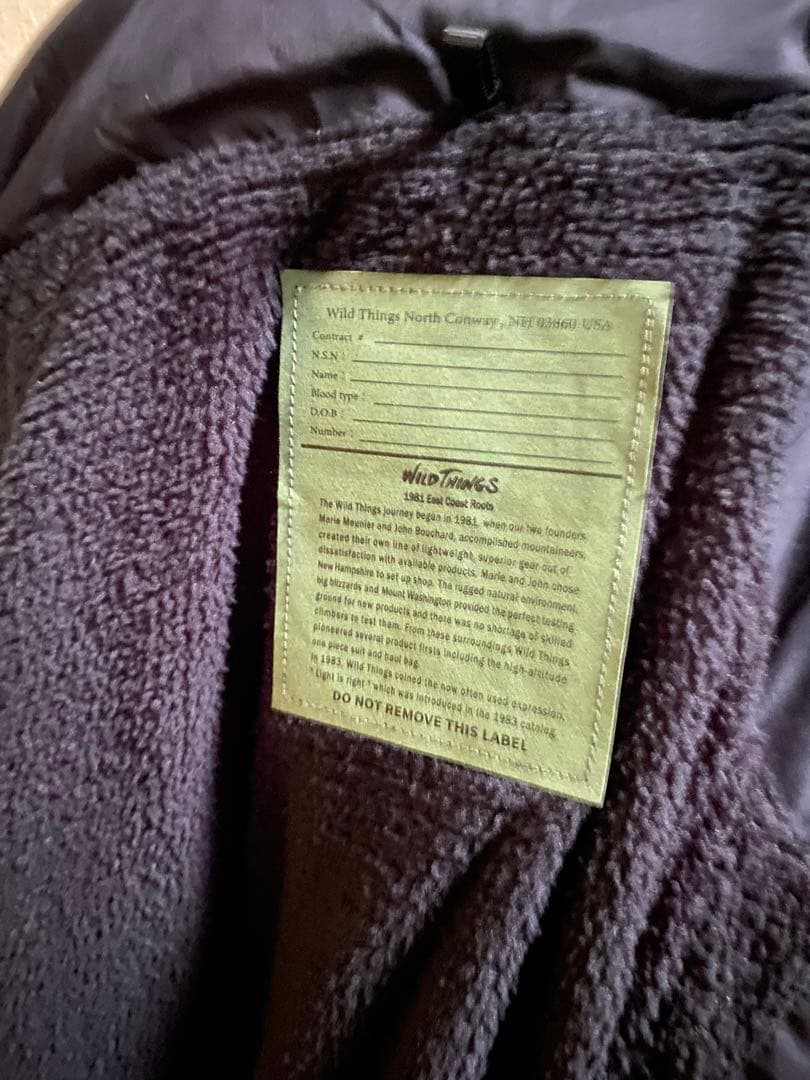 Wild Things North Conway, NH 03860 USA
Contract #
N.S.N :
Name :
Blood type :
D.O.B :
Number :
WILD THINGS
1981 East Coast Roots
The Wild Things journey began in 1981, when our two founders,
Marie Meunier and John Bouchard, accomplished mountaineers,
created their own line of lightweight, superior gear out of
dissatisfaction with available products. Marie and John chose
New Hampshire to set up shop. The rugged natural environment,
big blizzards and Mount Washington provided the perfect testing
ground for new products and there was no shortage of skilled
climbers to test them. From these surroundings Wild Things
pioneered several product firsts including the high-altitude
one piece suit and haul bag.
In 1983, Wild Things coined the now often used expression,
" Light is right " which was introduced in the 1983 catalog.
DO NOT REMOVE THIS LABEL